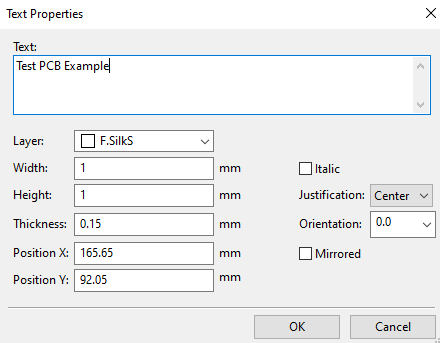 Text Properties
Text:
Test PCB Example
Layer: F.SilkS
Width: 1 mm Italic
Height: 1 mm Justification: Center
Thickness: 0.15 mm Orientation: 0.0
Position X: 165.65 mm Mirrored
Position Y: 92.05 mm
OK Cancel